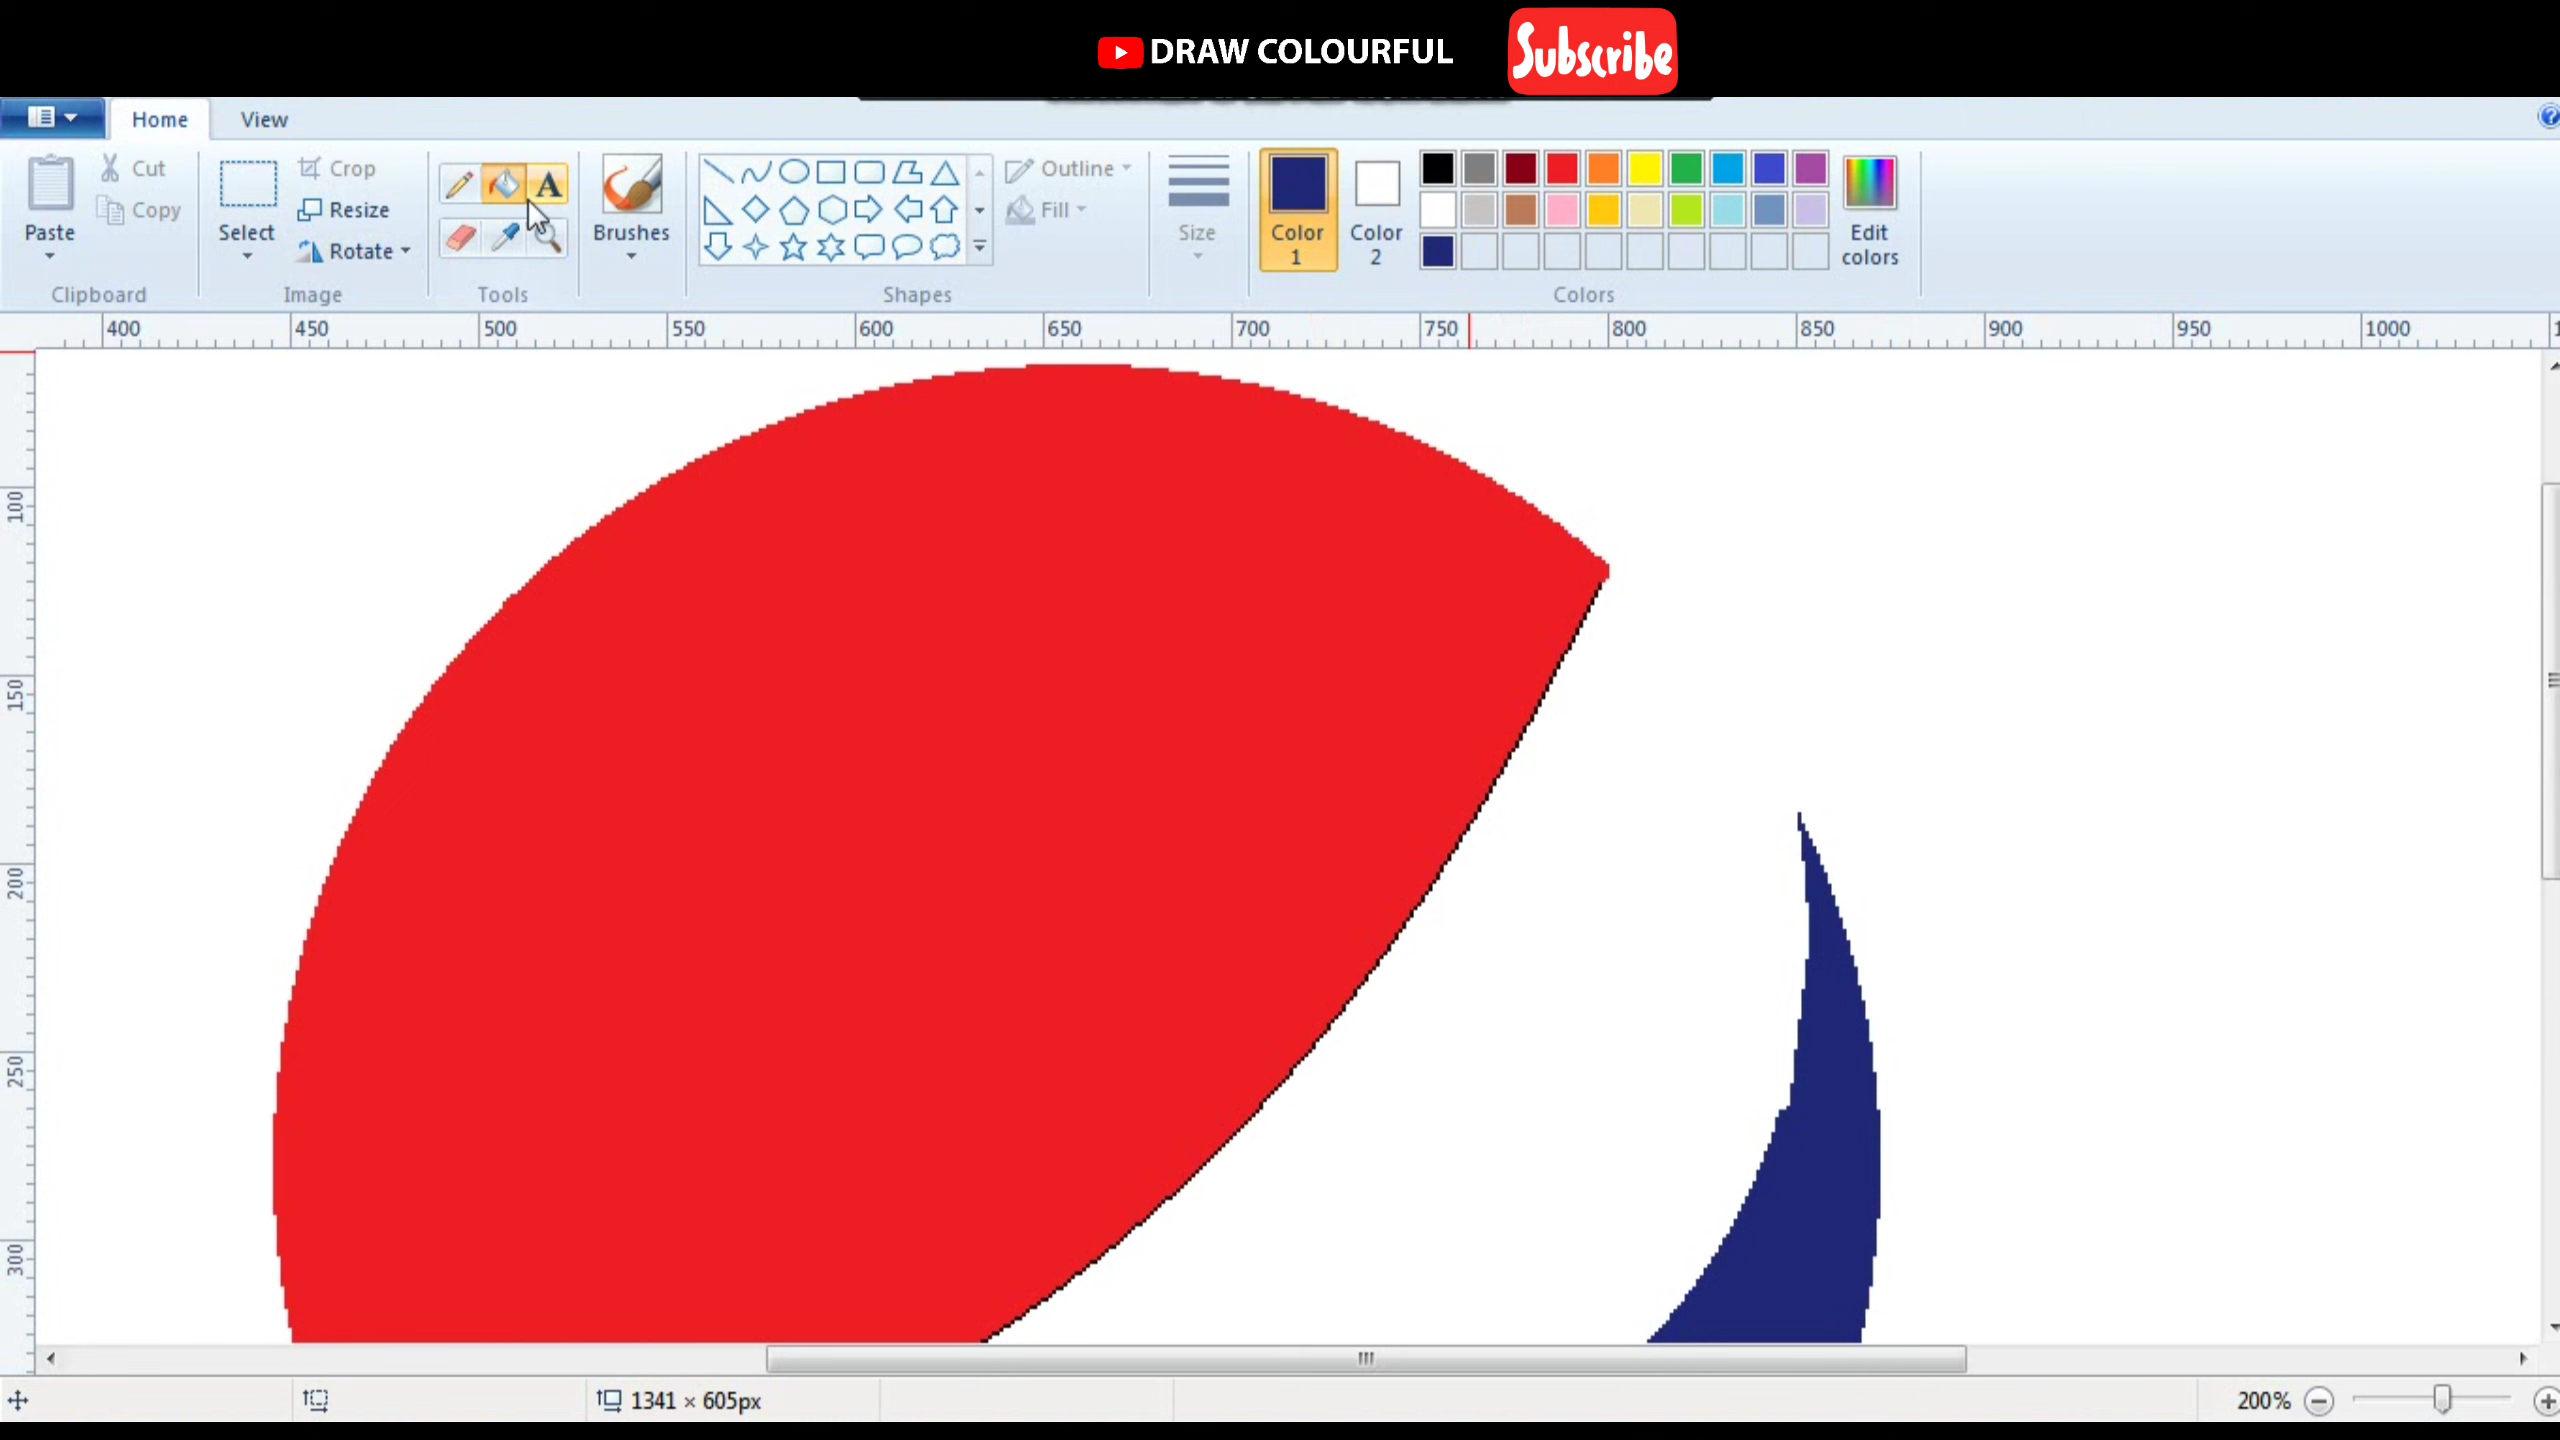 DRAW COLOURFUL Subscribe
Home View
Paste
Cut
Copy
Clipboard
Select
Crop
Resize
Rotate
Image
A
Tools
Brushes
Shapes
Outline
Fill
Size
Color 1
Color 2
Edit colors
Colors
400 450 500 550 600 650 700 750 800 850 900 950 1000
100
150
200
250
300
1341 × 605px
200%